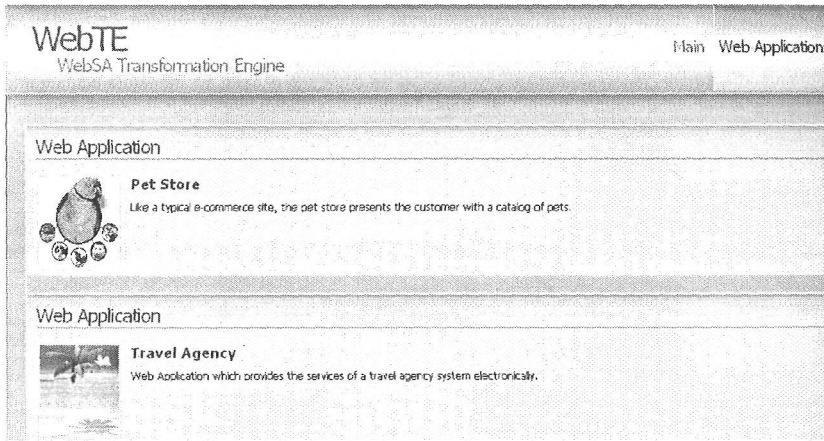 WebTE
WebSA Transformation Engine
Main Web Application
Web Application
Pet Store
Like a typical e-commerce site, the pet store presents the customer with a catalog of pets.
Web Application
Travel Agency
Web Application which provides the services of a travel agency system electronically.